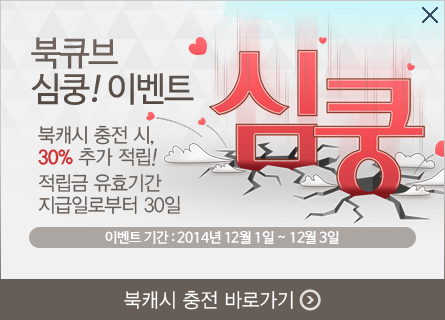 북큐브
심쿵! 이벤트
심쿵
북캐시 충전 시,
30% 추가 적립!
적립금 유효기간
지급일로부터 30일
이벤트 기간 : 2014년 12월 1일 ~ 12월 3일
북캐시 충전 바로가기